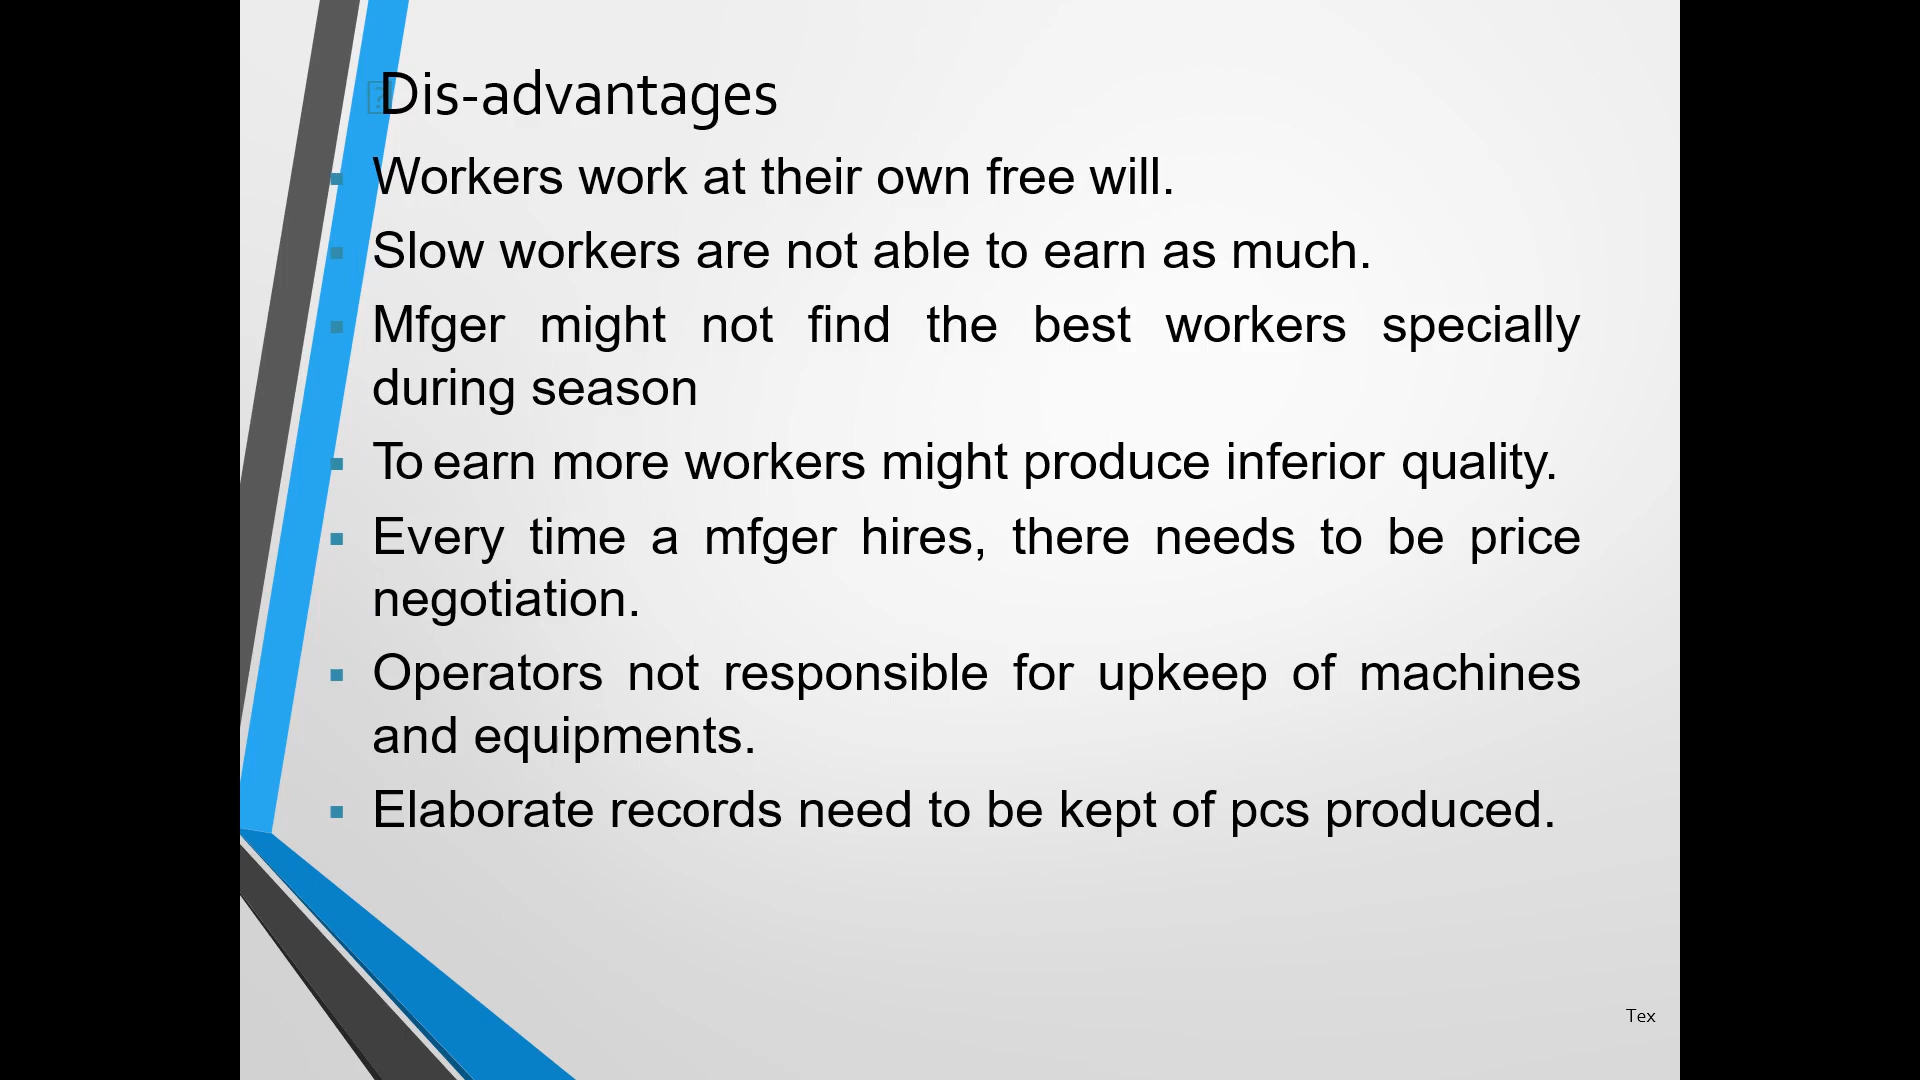 Dis-advantages
Workers work at their own free will.
Slow workers are not able to earn as much.
Mfger might not find the best workers specially
during season
To earn more workers might produce inferior quality.
Every time a mfger hires, there needs to be price
negotiation.
Operators not responsible for upkeep of machines
and equipments.
Elaborate records need to be kept of pcs produced.
Tex